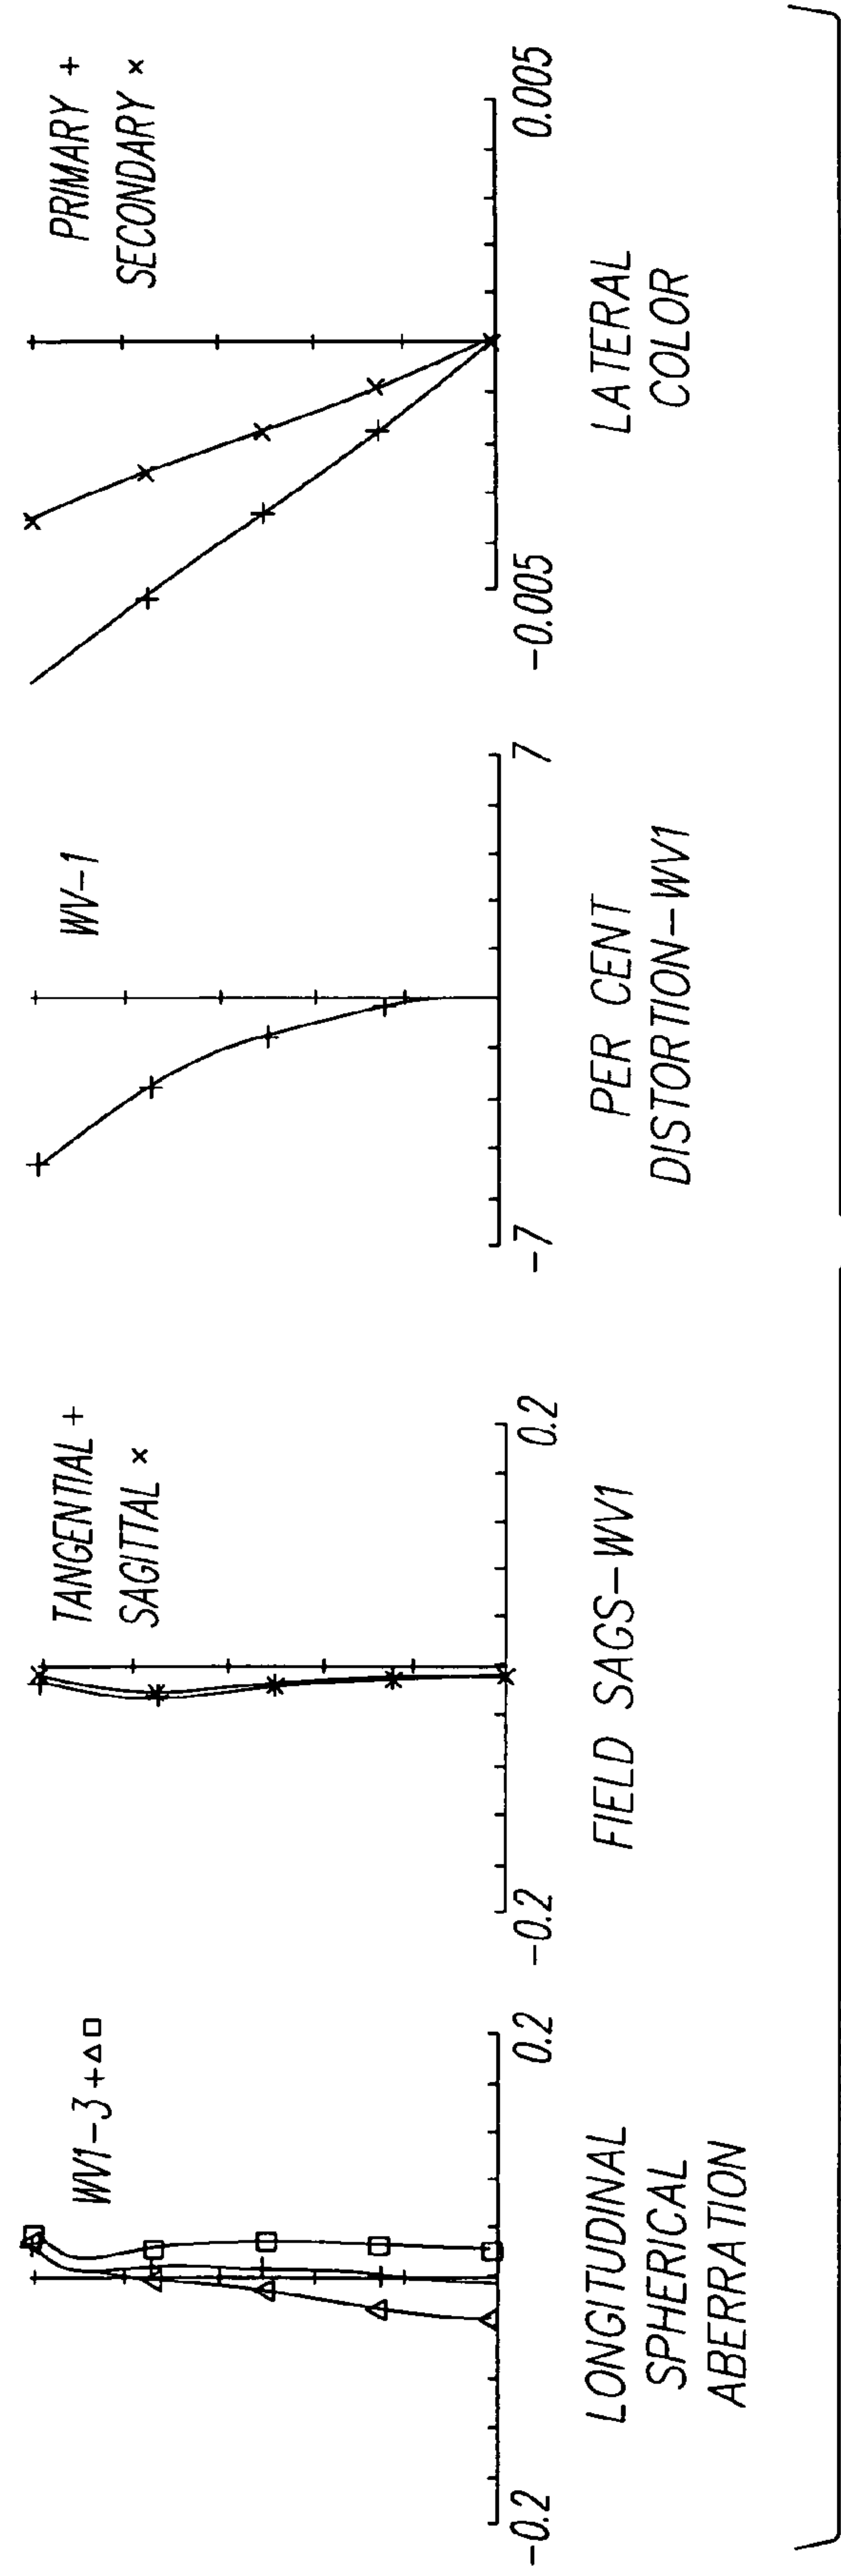 WV1-3 +△□
-0.2
0.2
LONGITUDINAL
SPHERICAL
ABERRATION
TANGENTIAL +
SAGITTAL ×
-0.2
0.2
FIELD SAGS-WV1
WV-1
-7
7
PER CENT
DISTORTION-WV1
PRIMARY +
SECONDARY ×
-0.005
0.005
LATERAL
COLOR